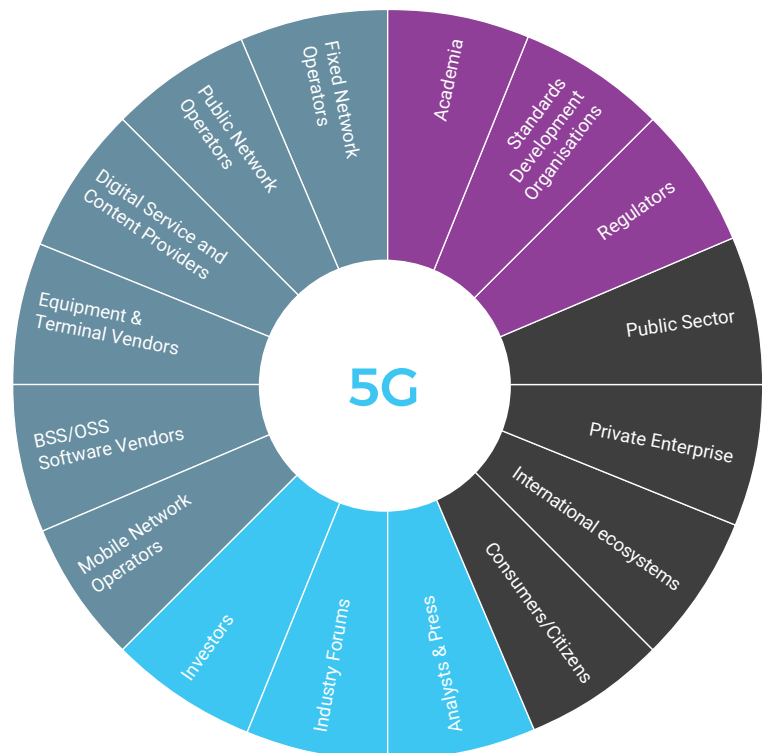 Academia
Standards
Development
Organisations
Regulators
Public Sector
Private Enterprise
International ecosystems
Consumers/Citizens
Analysts & Press
Industry Forums
Investors
Mobile Network
Operators
BSS/OSS
Software Vendors
Equipment &
Terminal Vendors
Digital Service and
Content Providers
Public Network
Operators
Fixed Network
Operators
5G